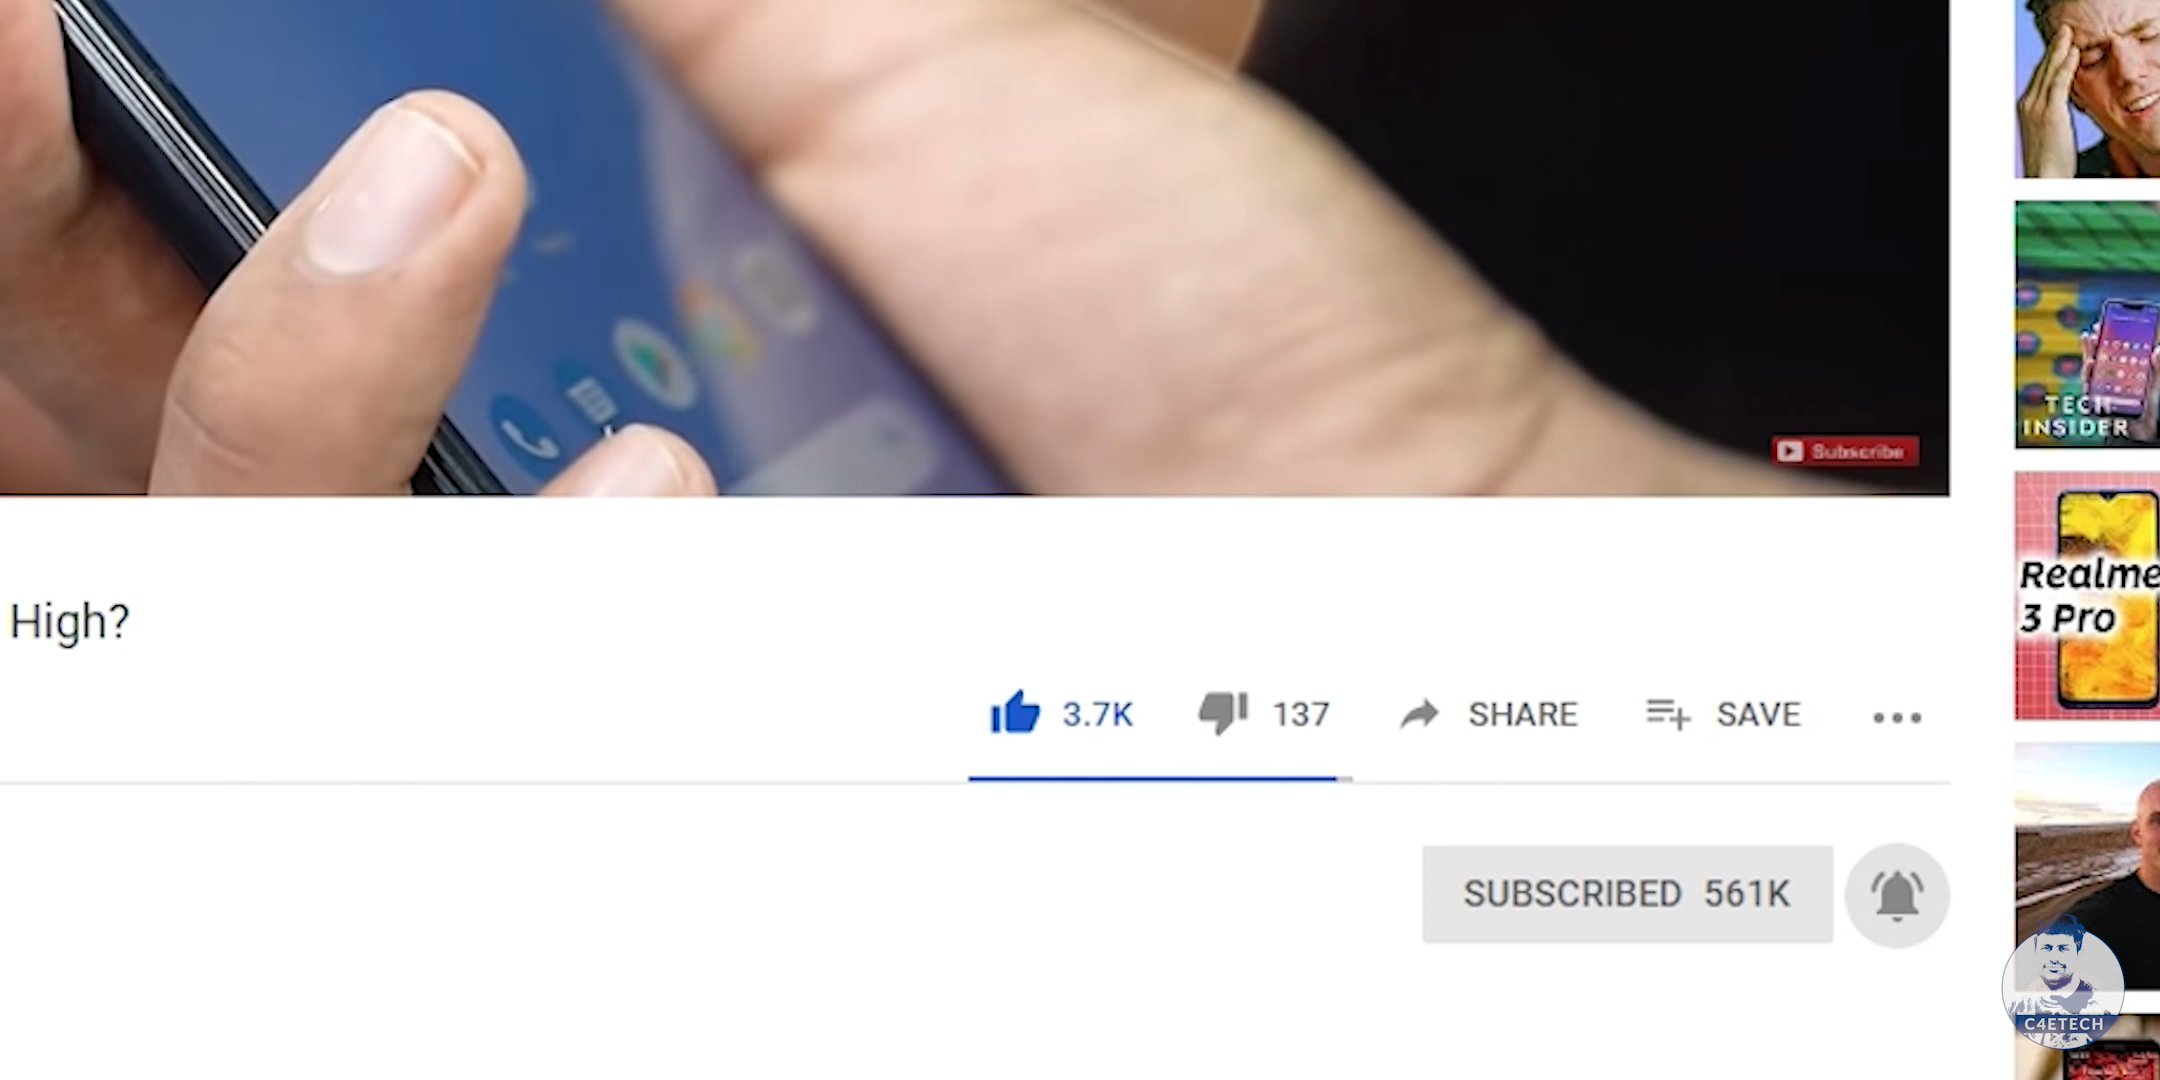 TECH
INSIDER
Subscribe
Realme
3 Pro
High?
3.7K 137 SHARE SAVE
SUBSCRIBED 561K
C4ETECH